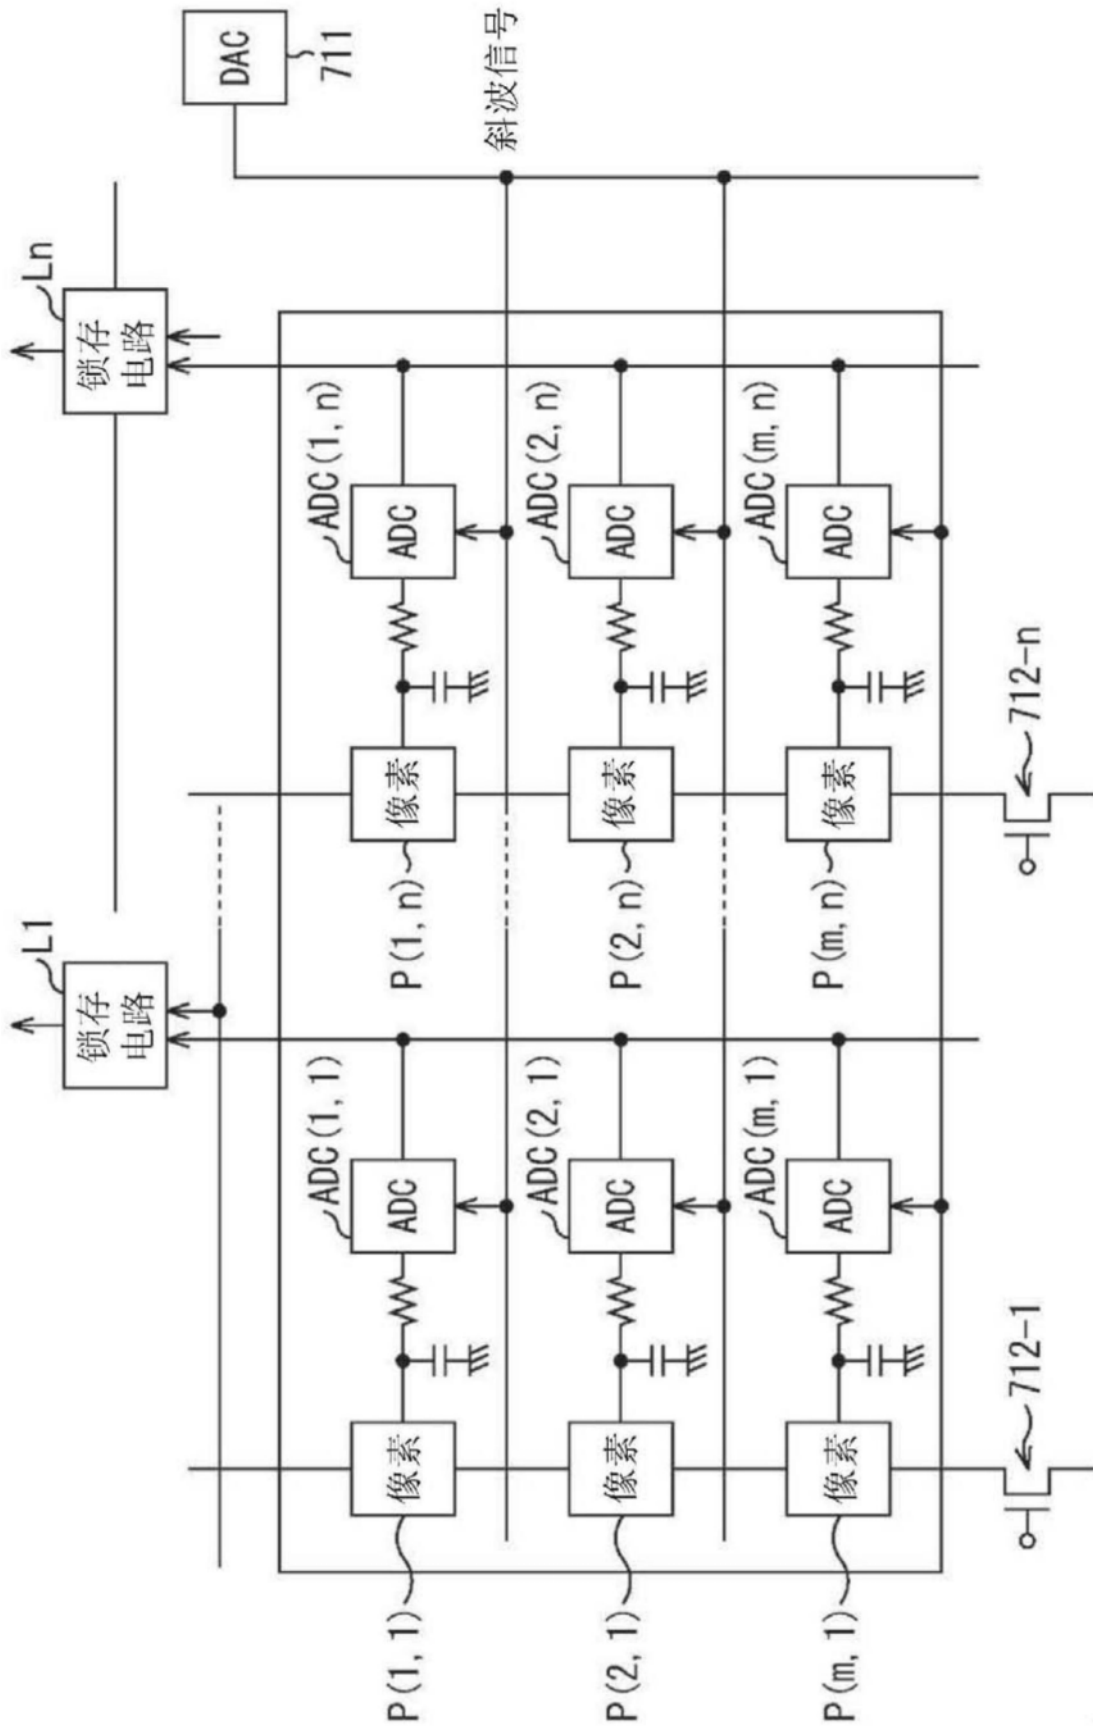 L1
锁存
电路
Ln
锁存
电路
DAC
711
斜波信号
P(1, 1)
像素
ADC(1, 1)
ADC
P(1, n)
像素
ADC(1, n)
ADC
P(2, 1)
像素
ADC(2, 1)
ADC
P(2, n)
像素
ADC(2, n)
ADC
P(m, 1)
像素
ADC(m, 1)
ADC
P(m, n)
像素
ADC(m, n)
ADC
712-1
712-n